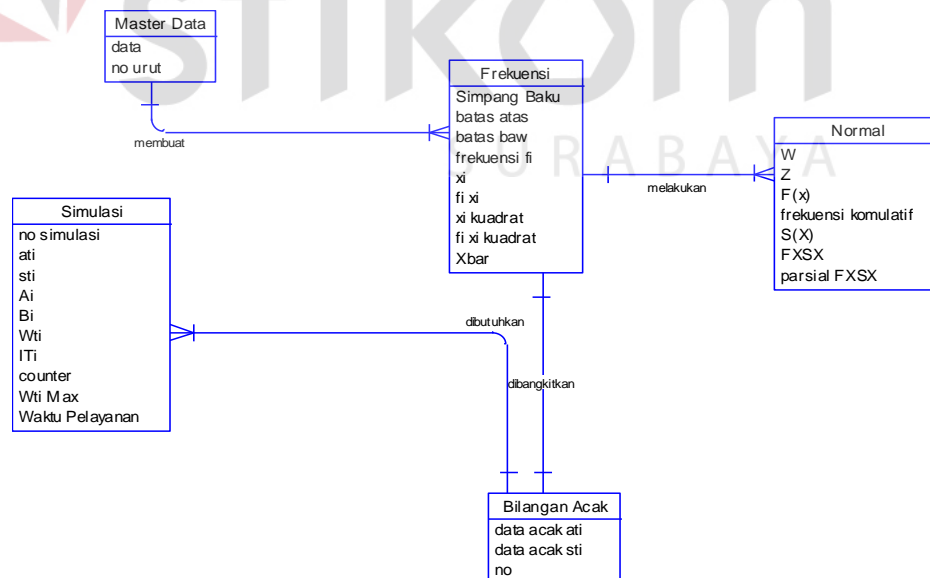 STIKOM
SURABAYA
Master Data
data
no urut
membuat
Frekuensi
Simpang Baku
batas atas
batas baw
frekuensi fi
xi
fi xi
xi kuadrat
fi xi kuadrat
Xbar
melakukan
Normal
W
Z
F(x)
frekuensi komulatif
S(X)
FXSX
parsial FXSX
Simulasi
no simulasi
ati
sti
Ai
Bi
Wti
ITi
counter
Wti Max
Waktu Pelayanan
dibutuhkan
dibangkitkan
Bilangan Acak
data acak ati
data acak sti
no